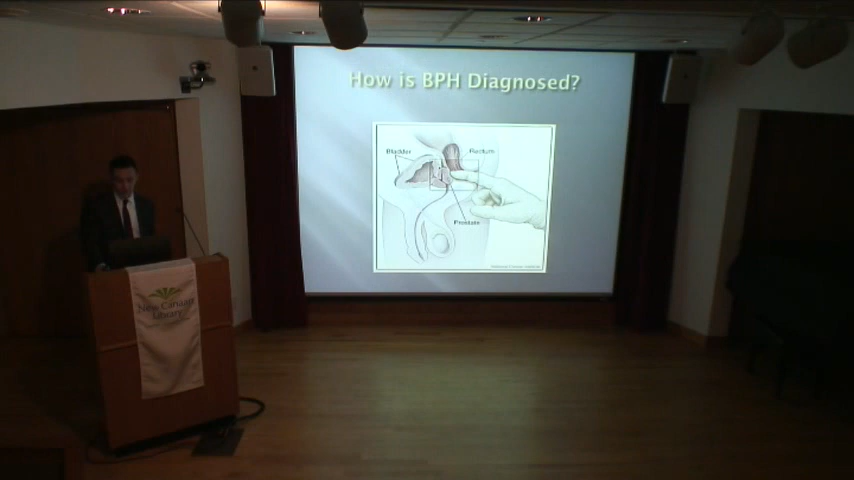 How is BPH Diagnosed?
Bladder
Rectum
Prostate
New Canaan
Library